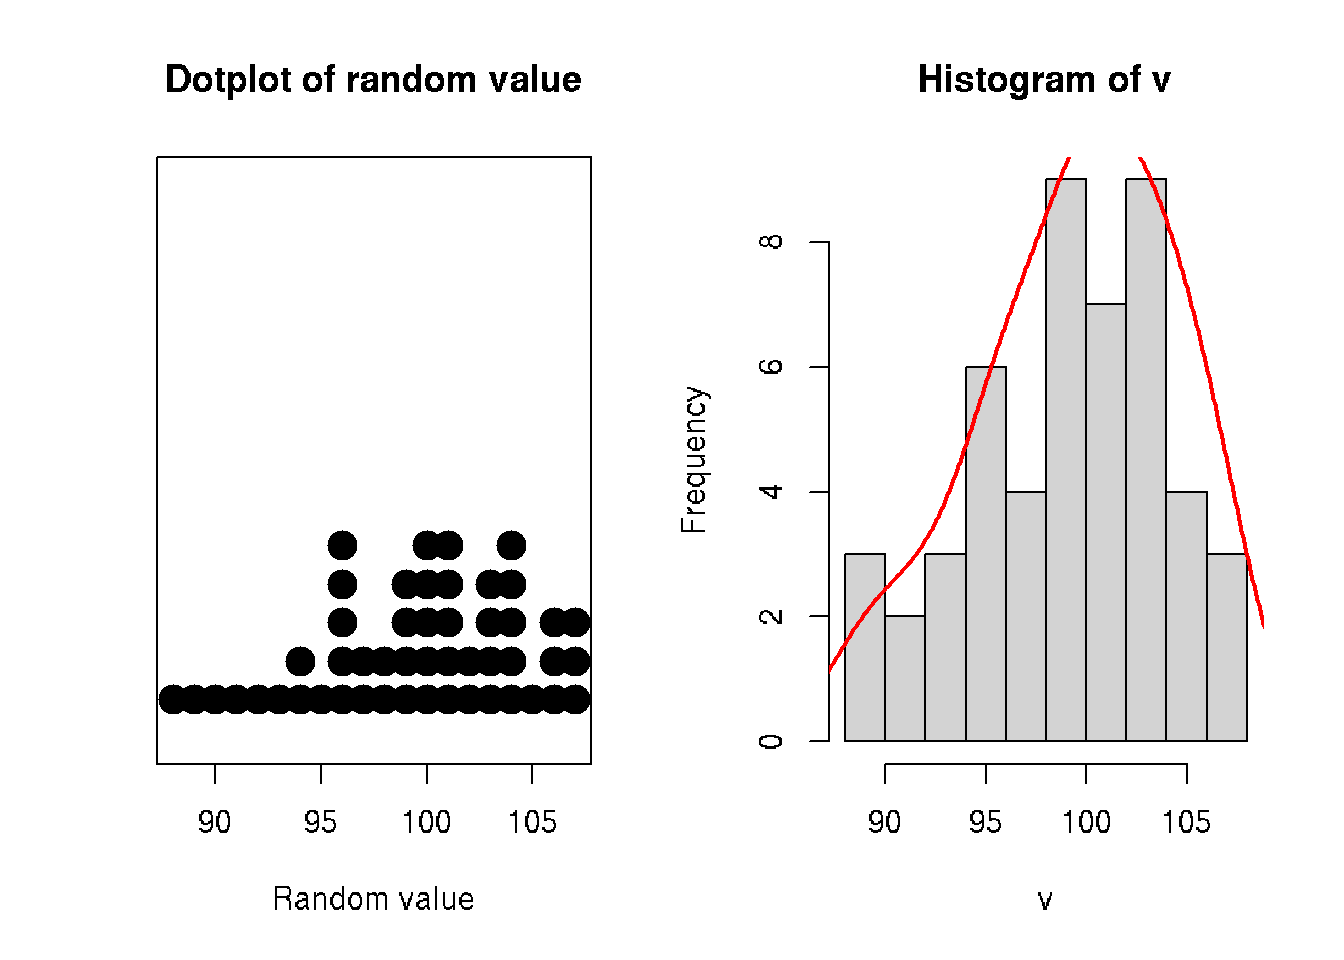 Dotplot of random value
90 95 100 105
Random value
Histogram of v
Frequency
0 2 4 6 8
90 95 100 105
v